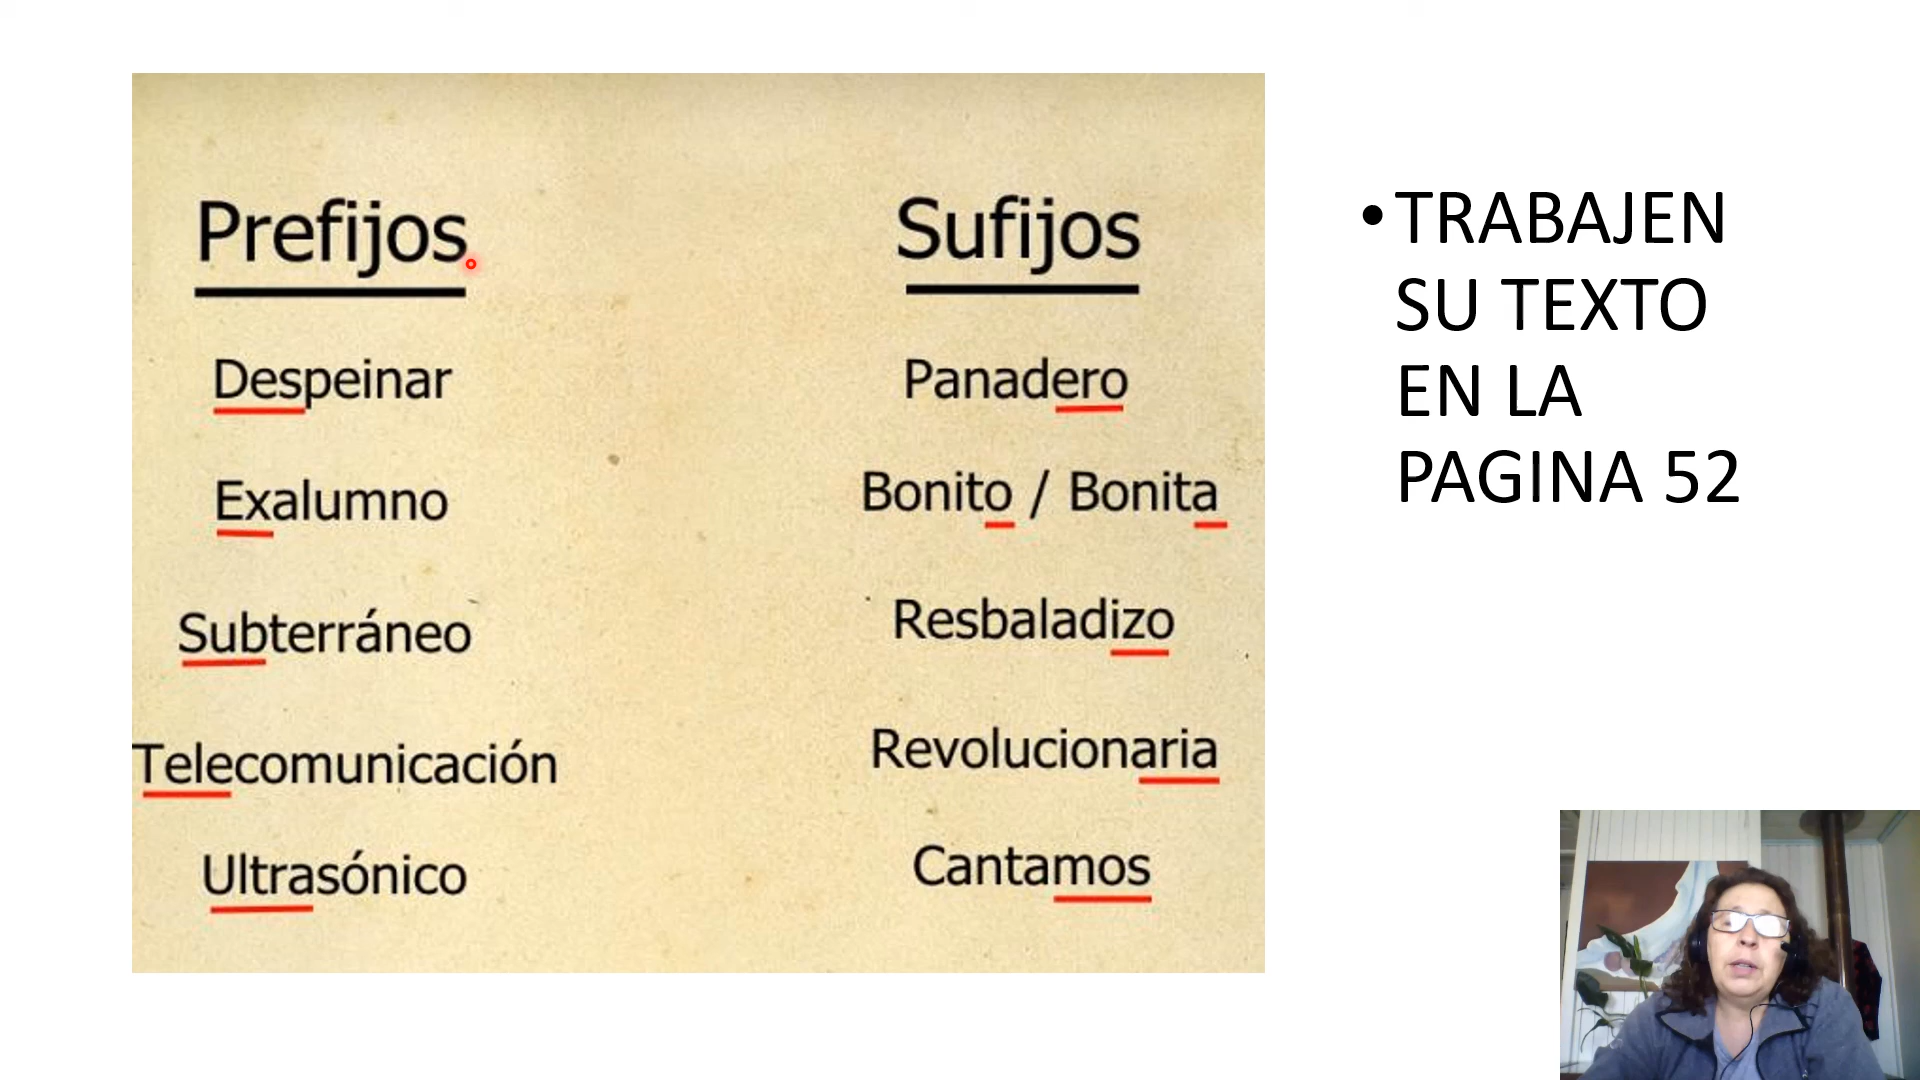 Prefijos
Despeinar
Exalumno
Subterráneo
Telecomunicación
Ultrasónico
Sufijos
Panadero
Bonito / Bonita
Resbaladizo
Revolucionaria
Cantamos
• TRABAJEN
SU TEXTO
EN LA
PAGINA 52